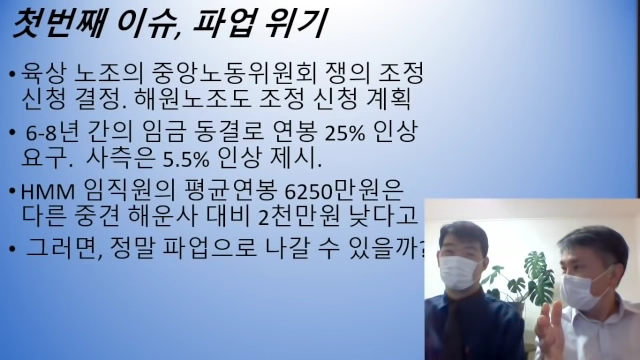 첫번째 이슈, 파업 위기
• 육상 노조의 중앙노동위원회 쟁의 조정
신청 결정. 해원노조도 조정 신청 계획
• 6-8년 간의 임금 동결로 연봉 25% 인상
요구. 사측은 5.5% 인상 제시.
• HMM 임직원의 평균연봉 6250만원은
다른 중견 해운사 대비 2천만원 낮다고
• 그러면, 정말 파업으로 나갈 수 있을까?